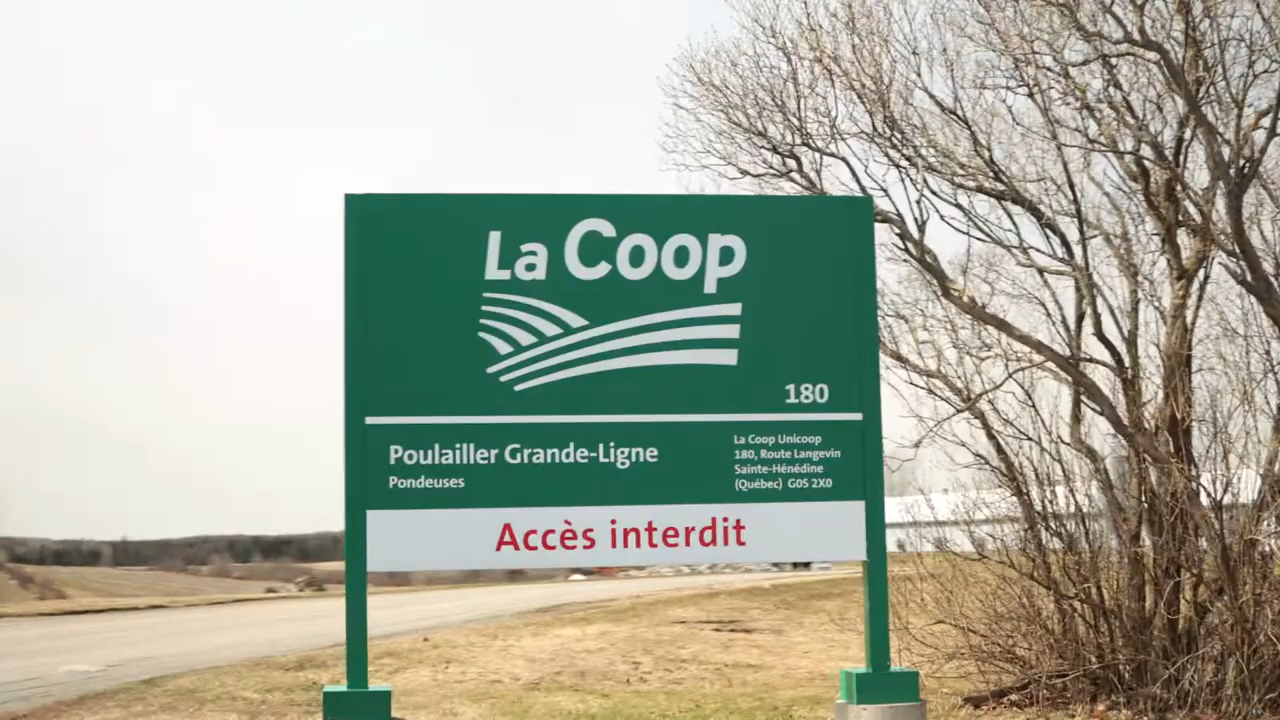 La Coop
180
Poulailler Grande-Ligne
Pondeuses
La Coop Unicoop
180, Route Langevin
Sainte-Hénédine
(Québec) G0S 2X0
Accès interdit